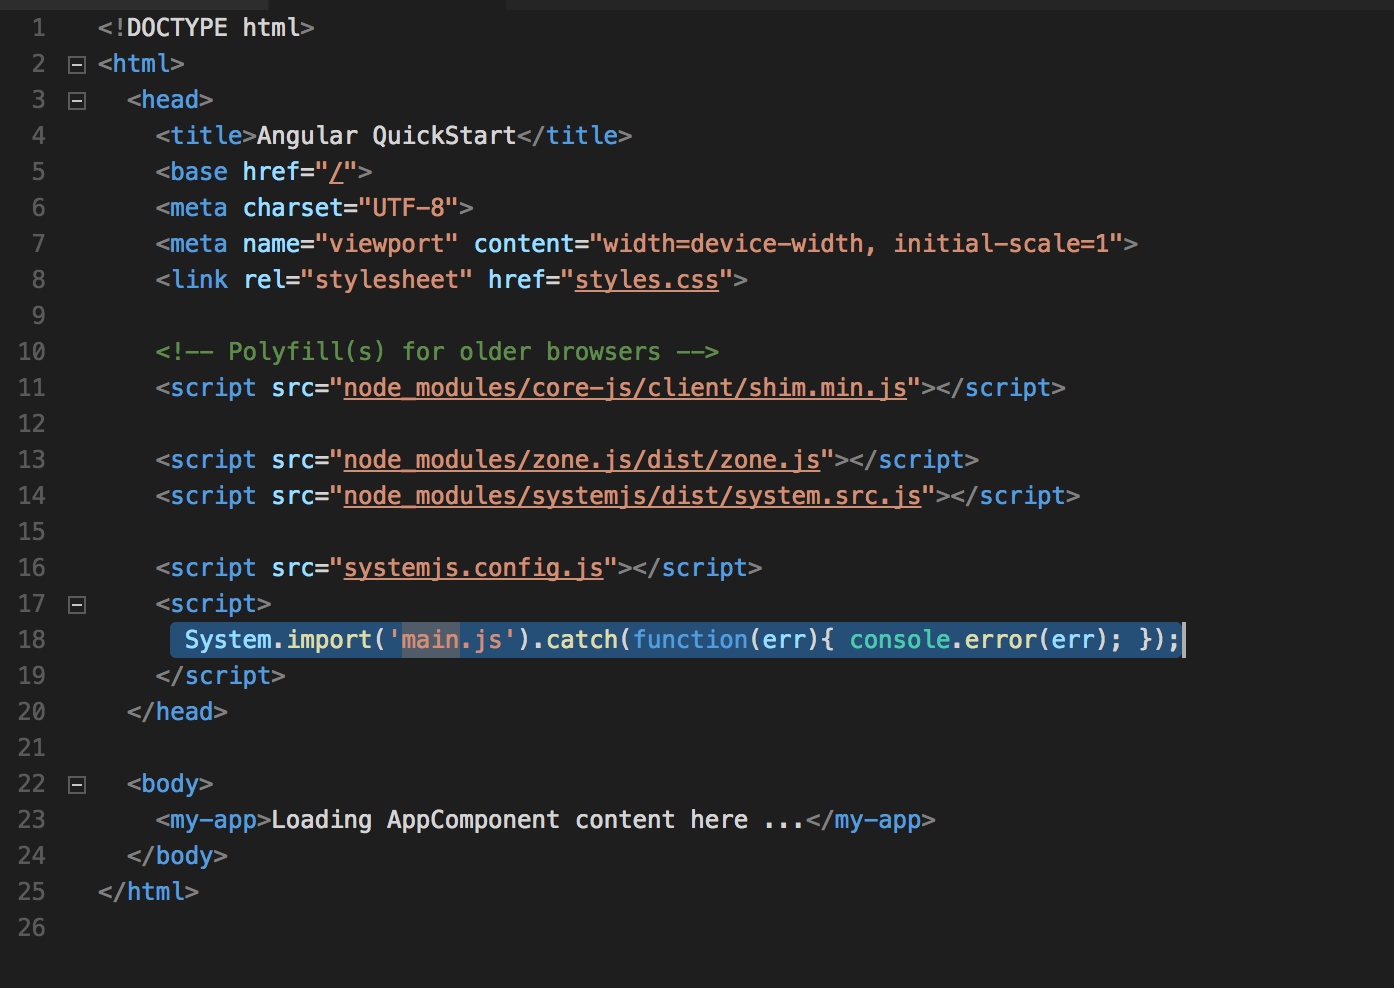 1 <!DOCTYPE html>
2 <html>
3 <head>
4 <title>Angular QuickStart</title>
5 <base href="/">
6 <meta charset="UTF-8">
7 <meta name="viewport" content="width=device-width, initial-scale=1">
8 <link rel="stylesheet" href="styles.css">
9
10 <!-- Polyfill(s) for older browsers -->
11 <script src="node_modules/core-js/client/shim.min.js"></script>
12
13 <script src="node_modules/zone.js/dist/zone.js"></script>
14 <script src="node_modules/systemjs/dist/system.src.js"></script>
15
16 <script src="systemjs.config.js"></script>
17 <script>
18 System.import('main.js').catch(function(err){ console.error(err); });
19 </script>
20 </head>
21
22 <body>
23 <my-app>Loading AppComponent content here ...</my-app>
24 </body>
25 </html>
26